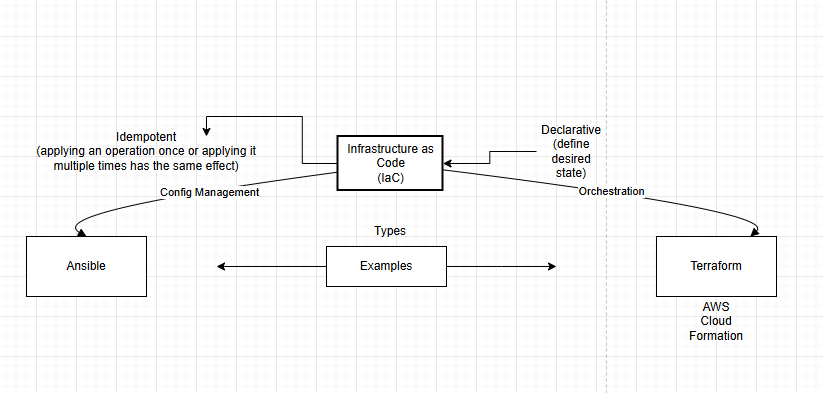 Idempotent
(applying an operation once or applying it
multiple times has the same effect)
Infrastructure as
Code
(IaC)
Declarative
(define
desired
state)
Config Management
Orchestration
Types
Ansible
Examples
Terraform
AWS
Cloud
Formation